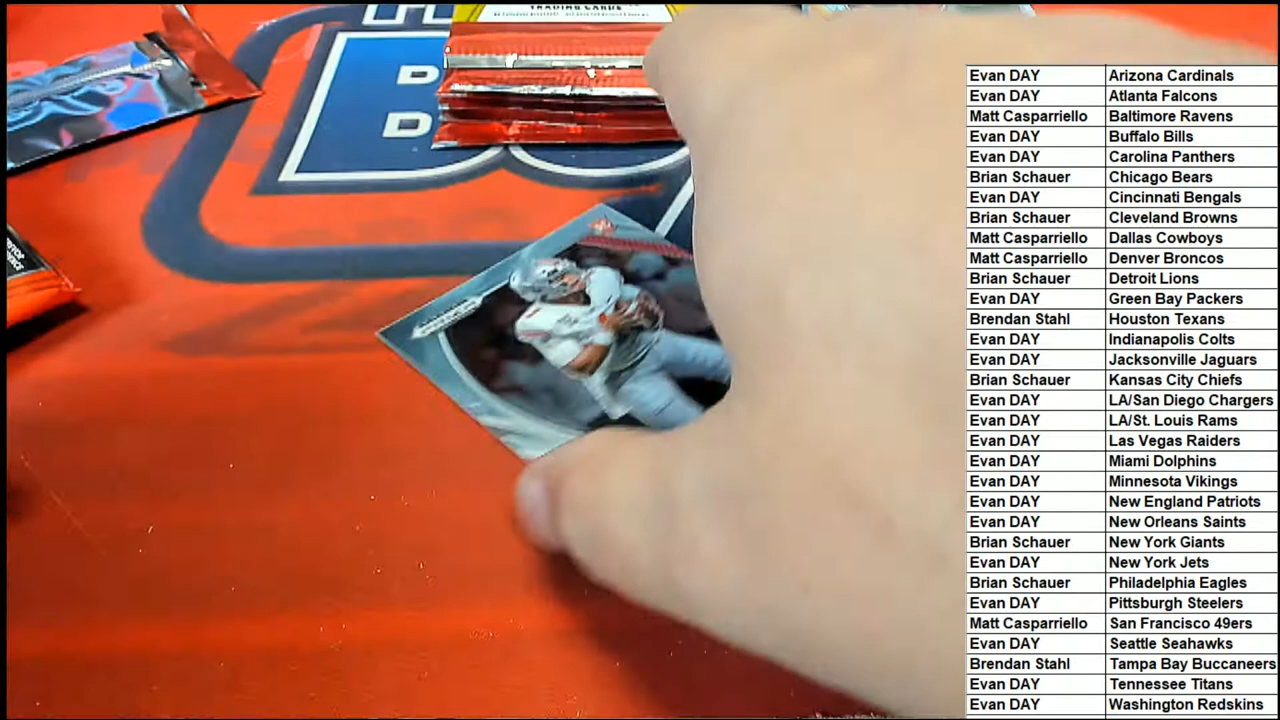 TRADING CARDS
Evan DAY Arizona Cardinals
Evan DAY Atlanta Falcons
Matt Casparriello Baltimore Ravens
Evan DAY Buffalo Bills
Evan DAY Carolina Panthers
Brian Schauer Chicago Bears
Evan DAY Cincinnati Bengals
Brian Schauer Cleveland Browns
Matt Casparriello Dallas Cowboys
Matt Casparriello Denver Broncos
Brian Schauer Detroit Lions
Evan DAY Green Bay Packers
Brendan Stahl Houston Texans
Evan DAY Indianapolis Colts
Evan DAY Jacksonville Jaguars
Brian Schauer Kansas City Chiefs
Evan DAY LA/San Diego Chargers
Evan DAY LA/St. Louis Rams
Evan DAY Las Vegas Raiders
Evan DAY Miami Dolphins
Evan DAY Minnesota Vikings
Evan DAY New England Patriots
Evan DAY New Orleans Saints
Brian Schauer New York Giants
Evan DAY New York Jets
Brian Schauer Philadelphia Eagles
Evan DAY Pittsburgh Steelers
Matt Casparriello San Francisco 49ers
Evan DAY Seattle Seahawks
Brendan Stahl Tampa Bay Buccaneers
Evan DAY Tennessee Titans
Evan DAY Washington Redskins